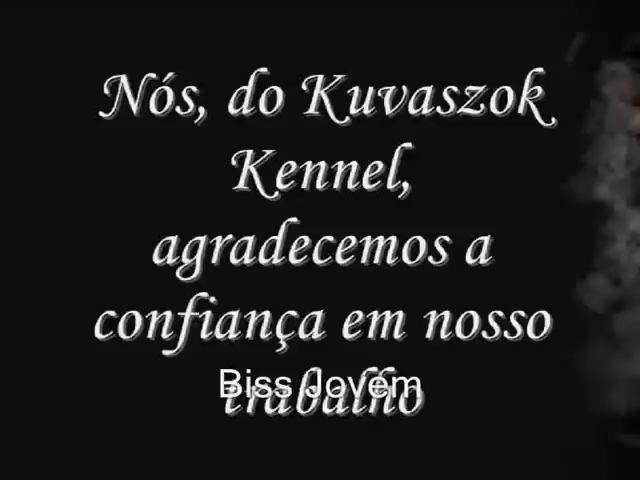 Nós, do Kuvaszok
Kennel,
agradecemos a
confiança em nosso
trabalho
Biss Jovem